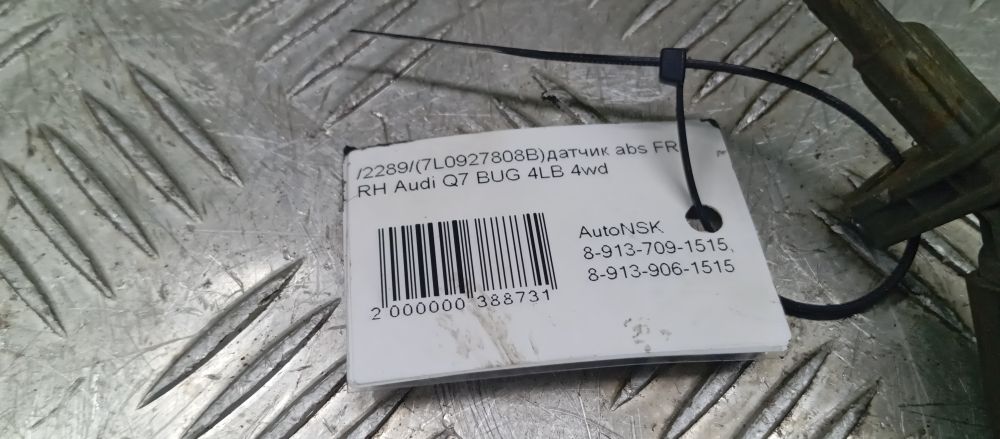 /2289/(7L0927808B)датчик abs FR
RH Audi Q7 BUG 4LB 4wd
AutoNSK
8-913-709-1515,
8-913-906-1515
2 000000 388731